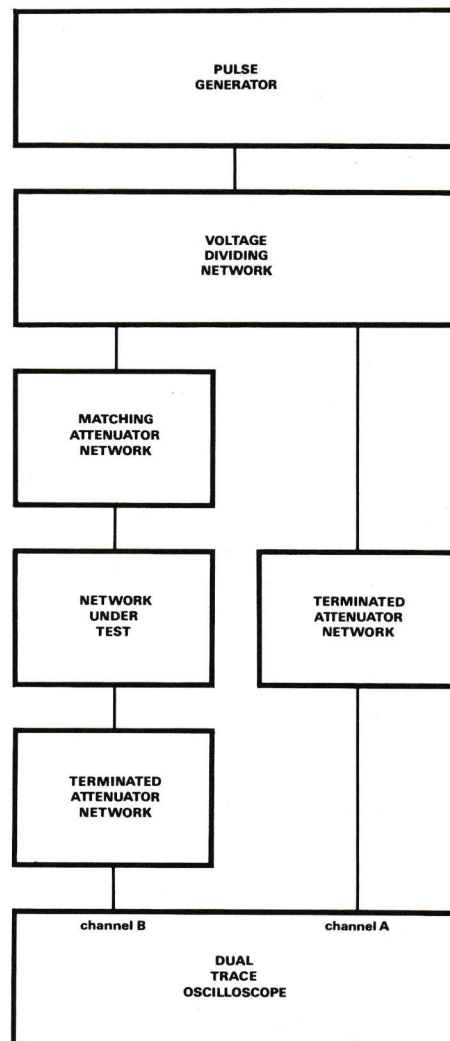 PULSE
GENERATOR
VOLTAGE
DIVIDING
NETWORK
MATCHING
ATTENUATOR
NETWORK
NETWORK
UNDER
TEST
TERMINATED
ATTENUATOR
NETWORK
TERMINATED
ATTENUATOR
NETWORK
channel B
channel A
DUAL
TRACE
OSCILLOSCOPE